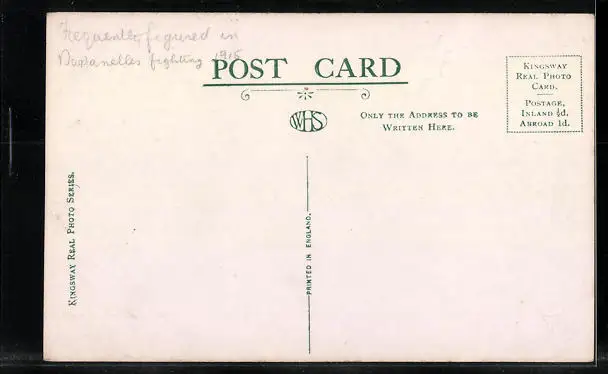 Frequently figured in
Dardanelles fighting 1915
POST CARD
WHS
ONLY THE ADDRESS TO BE
WRITTEN HERE.
KINGSWAY
REAL PHOTO
CARD.
POSTAGE,
INLAND ½d.
ABROAD 1d.
KINGSWAY REAL PHOTO SERIES.
PRINTED IN ENGLAND.